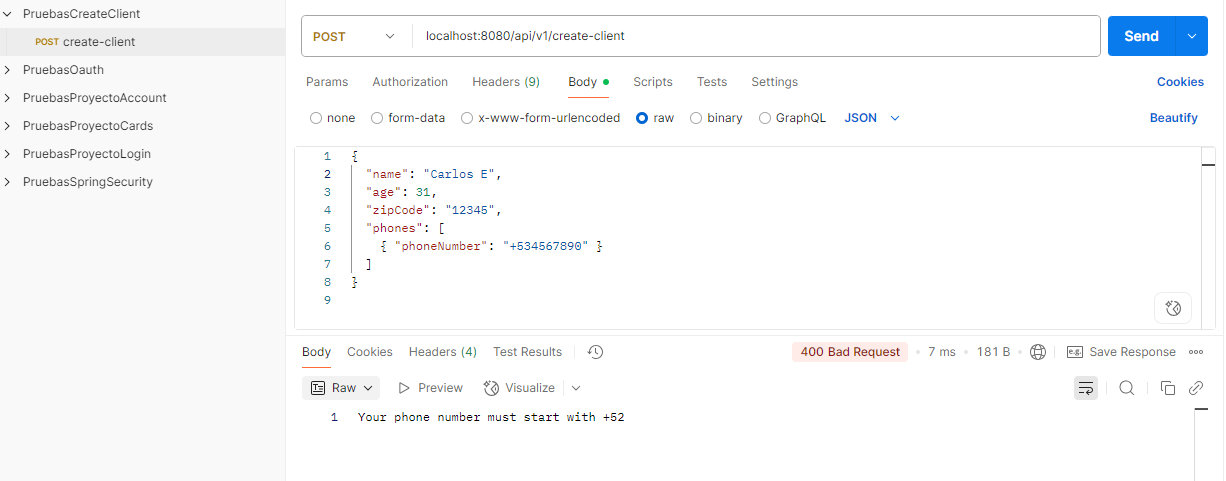 PruebasCreateClient
POST create-client
PruebasOauth
PruebasProyectoAccount
PruebasProyectoCards
PruebasProyectoLogin
PruebasSpringSecurity
POST localhost:8080/api/v1/create-client Send
Params Authorization Headers (9) Body Scripts Tests Settings Cookies
none form-data x-www-form-urlencoded raw binary GraphQL JSON Beautify
1 {
2 "name": "Carlos E",
3 "age": 31,
4 "zipCode": "12345",
5 "phones": [
6 { "phoneNumber": "+534567890" }
7 ]
8 }
9
Body Cookies Headers (4) Test Results 400 Bad Request • 7 ms • 181 B • e.g. Save Response
Raw Preview Visualize
1 Your phone number must start with +52